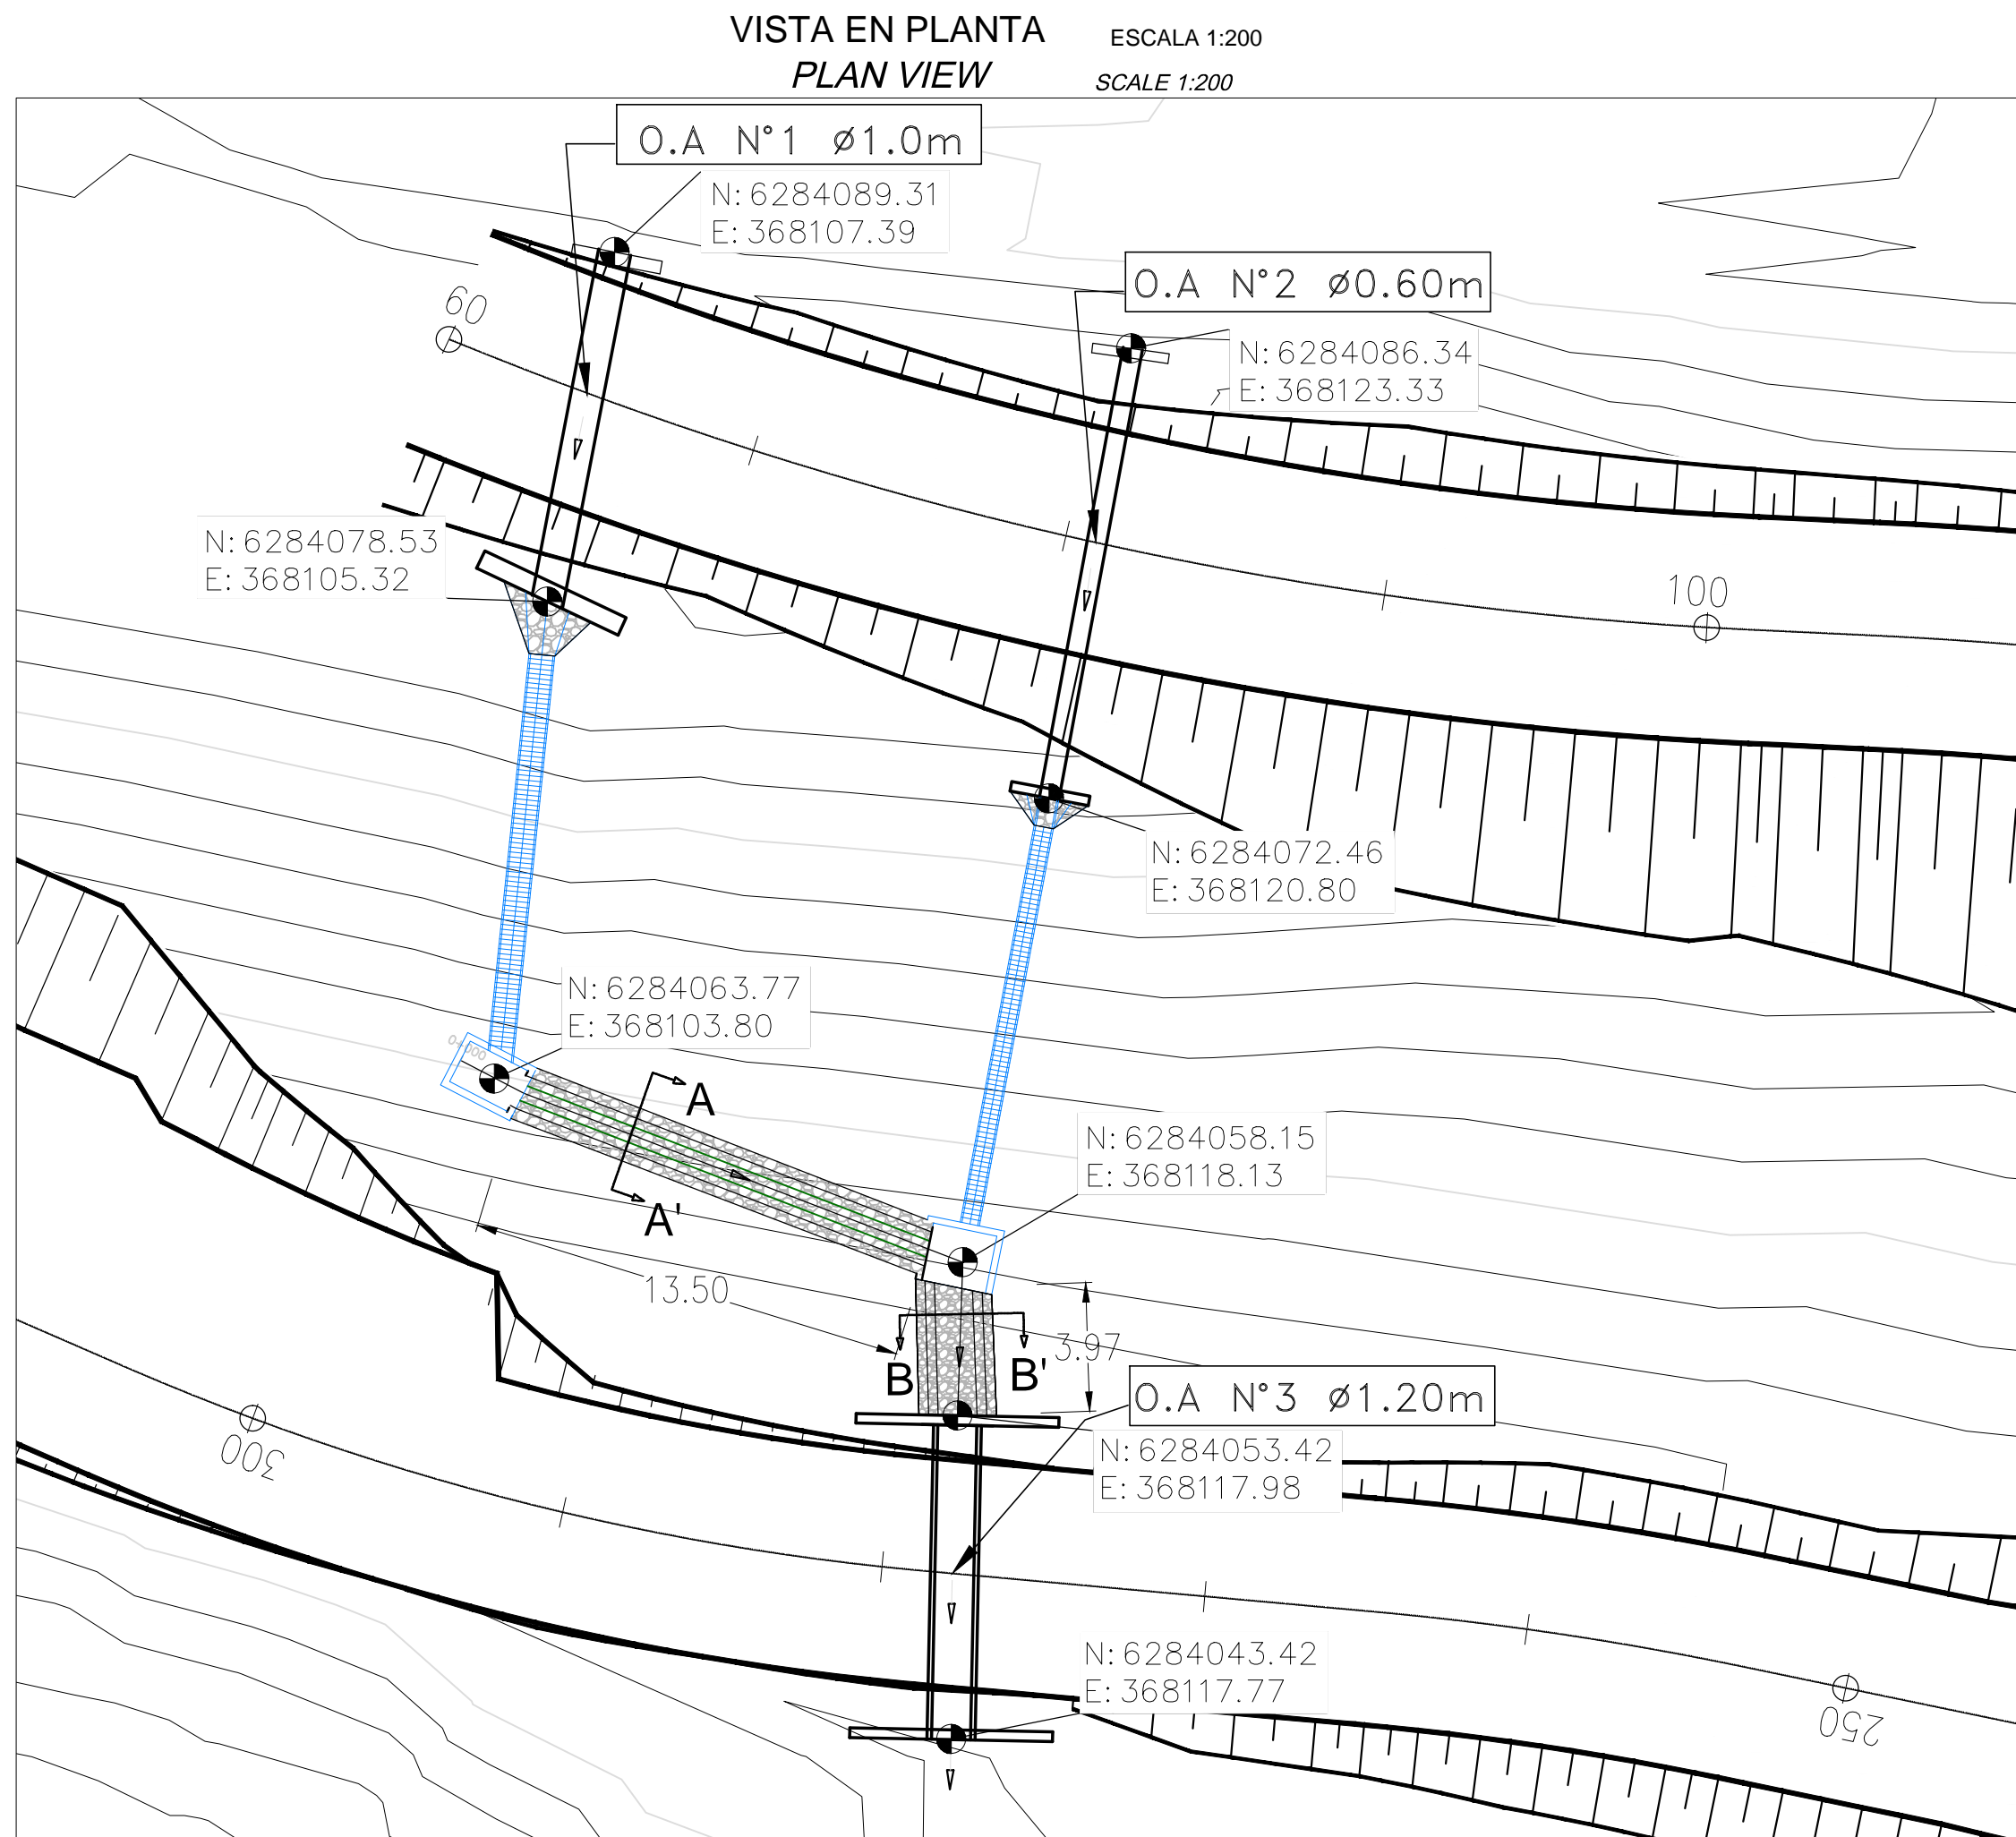 VISTA EN PLANTA ESCALA 1:200
PLAN VIEW SCALE 1:200
O.A N°1 ø1.0m
N: 6284089.31
E: 368107.39
O.A N°2 ø0.60m
60
N: 6284086.34
E: 368123.33
N: 6284078.53
E: 368105.32
100
N: 6284072.46
E: 368120.80
N: 6284063.77
E: 368103.80
A
A'
N: 6284058.15
E: 368118.13
13.50
3.97
B
B'
O.A N°3 ø1.20m
300
N: 6284053.42
E: 368117.98
N: 6284043.42
E: 368117.77
250